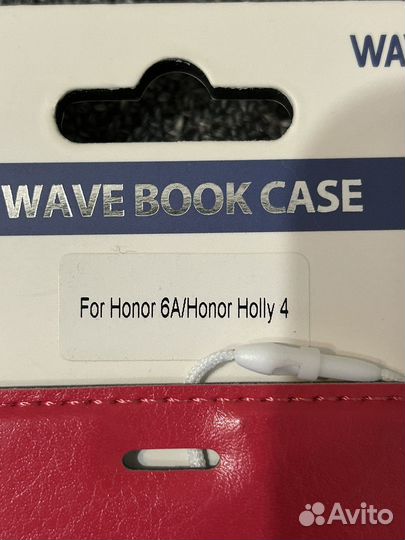 WA
WAVE BOOK CASE
For Honor 6A/Honor Holly 4
Avito